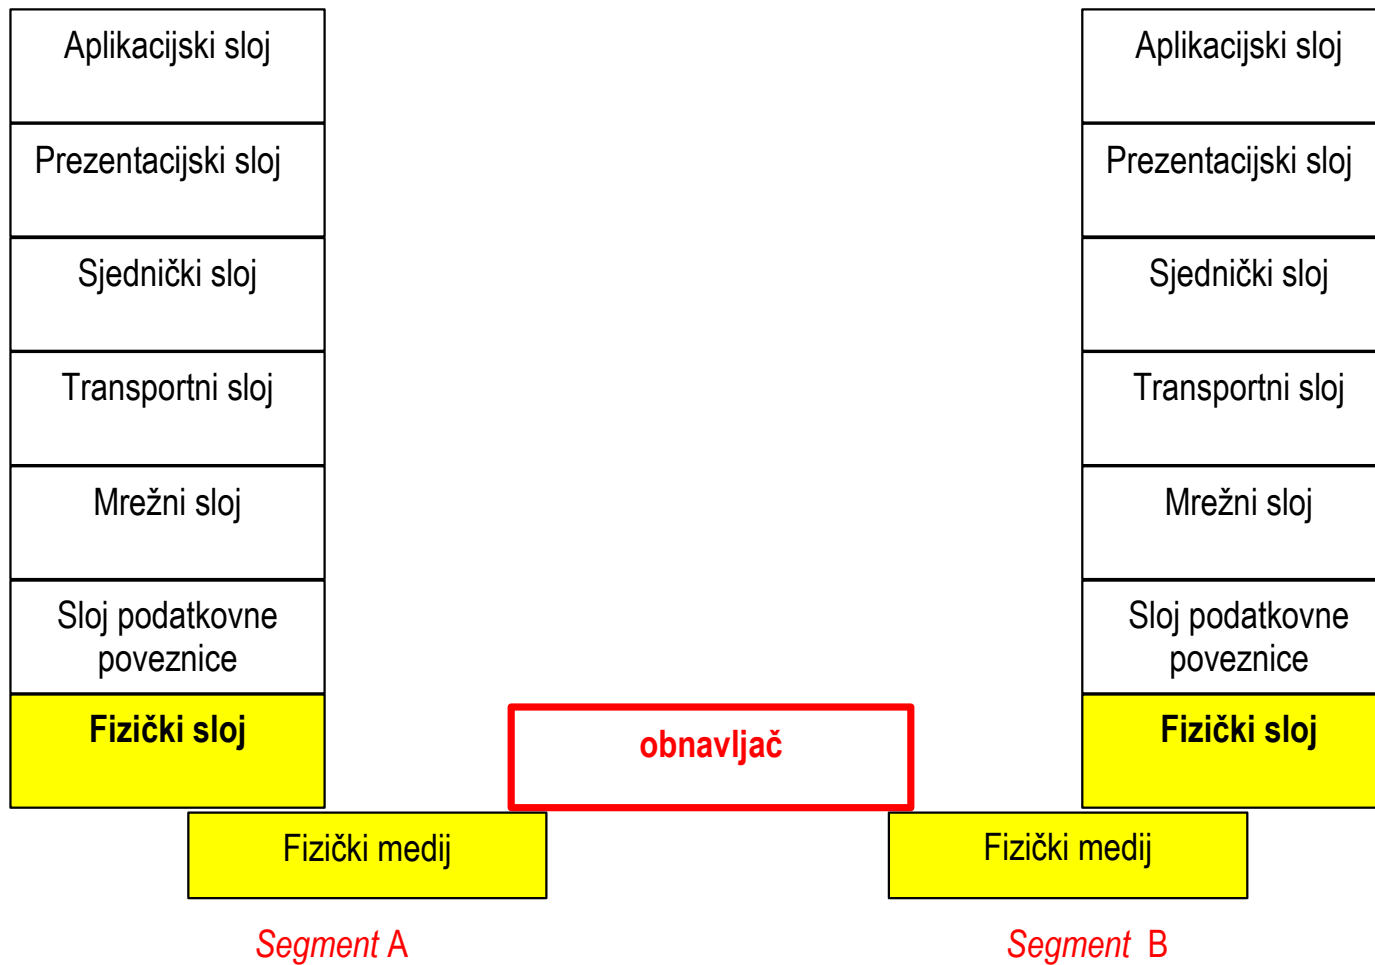 Aplikacijski sloj
Prezentacijski sloj
Sjednički sloj
Transportni sloj
Mrežni sloj
Sloj podatkovne
poveznice
Fizički sloj
Fizički medij
Segment A
obnavljač
Aplikacijski sloj
Prezentacijski sloj
Sjednički sloj
Transportni sloj
Mrežni sloj
Sloj podatkovne
poveznice
Fizički sloj
Fizički medij
Segment B